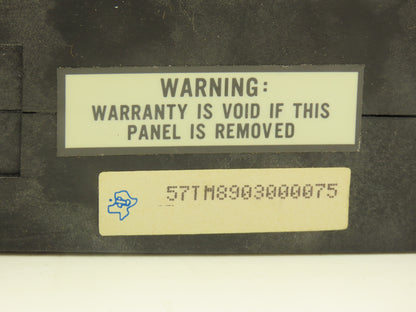 WARNING:
WARRANTY IS VOID IF THIS
PANEL IS REMOVED
57TM8903000075